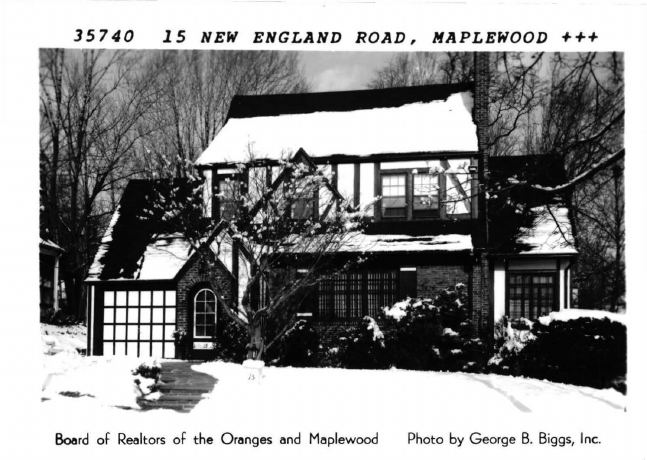 35740 15 NEW ENGLAND ROAD, MAPLEWOOD +++
15
Board of Realtors of the Oranges and Maplewood Photo by George B. Biggs, Inc.